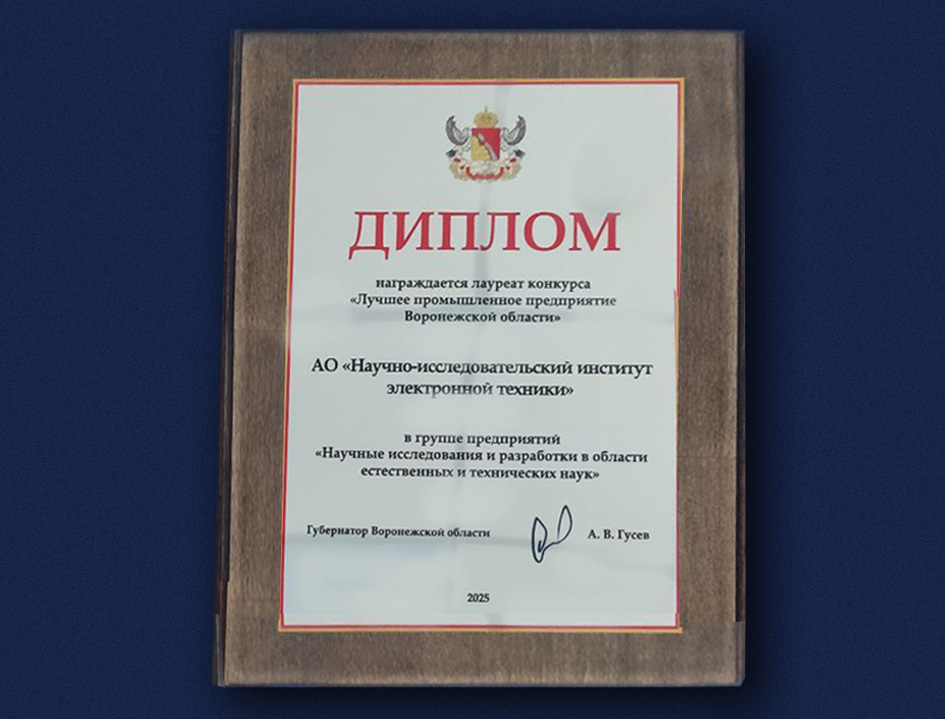 ДИПЛОМ
награждается лауреат конкурса
«Лучшее промышленное предприятие
Воронежской области»
АО «Научно-исследовательский институт
электронной техники»
в группе предприятий
«Научные исследования и разработки в области
естественных и технических наук»
Губернатор Воронежской области А. В. Гусев
2025